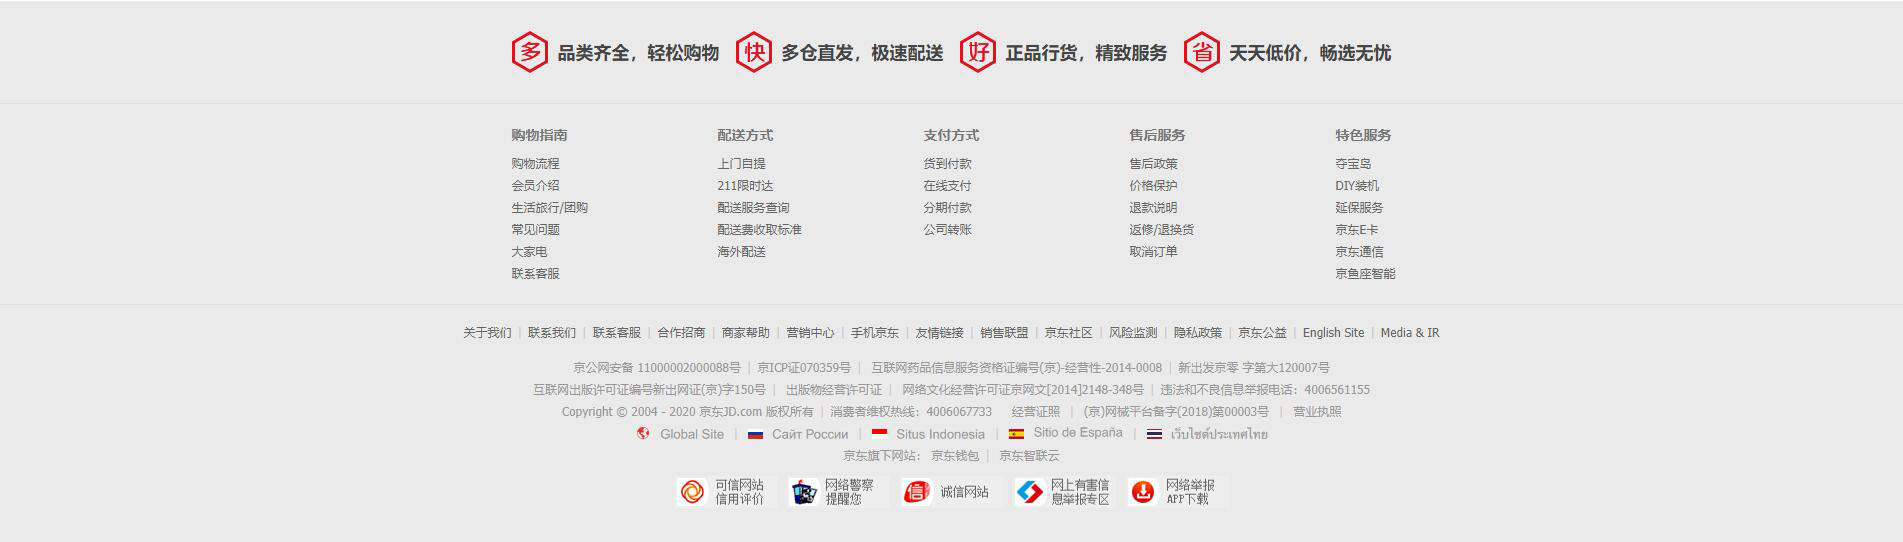 多 品类齐全，轻松购物 快 多仓直发，极速配送 好 正品行货，精致服务 省 天天低价，畅选无忧
购物指南
购物流程
会员介绍
生活旅行/团购
常见问题
大家电
联系客服
配送方式
上门自提
211限时达
配送服务查询
配送费收取标准
海外配送
支付方式
货到付款
在线支付
分期付款
公司转账
售后服务
售后政策
价格保护
退款说明
返修/退换货
取消订单
特色服务
夺宝岛
DIY装机
延保服务
京东E卡
京东通信
京鱼座智能
关于我们 | 联系我们 | 联系客服 | 合作招商 | 商家帮助 | 营销中心 | 手机京东 | 友情链接 | 销售联盟 | 京东社区 | 风险监测 | 隐私政策 | 京东公益 | English Site | Media & IR
京公网安备 11000002000088号 | 京ICP证070359号 | 互联网药品信息服务资格证编号(京)-经营性-2014-0008 | 新出发京零 字第大120007号
互联网出版许可证编号新出网证(京)字150号 | 出版物经营许可证 | 网络文化经营许可证京网文[2014]2148-348号 | 违法和不良信息举报电话：4006561155
Copyright © 2004 - 2020 京东JD.com 版权所有 | 消费者维权热线：4006067733 经营证照 | (京)网械平台备字(2018)第00003号 | 营业执照
Global Site | Сайт России | Situs Indonesia | Sitio de España | เว็บไซต์ประเทศไทย
京东旗下网站： 京东钱包 | 京东智联云
可信网站
信用评价
网络警察
提醒您
信 诚信网站
网上有害信
息举报专区
网络举报
APP下载